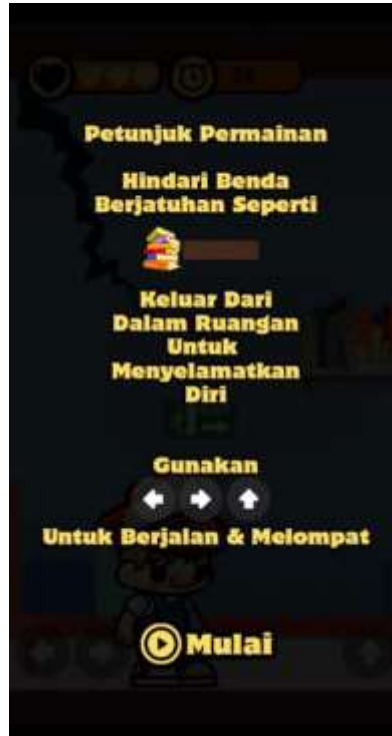 Petunjuk Permainan
Hindari Benda
Berjatuhan Seperti
Keluar Dari
Dalam Ruangan
Untuk
Menyelamatkan
Diri
Gunakan
Untuk Berjalan & Melompat
Mulai